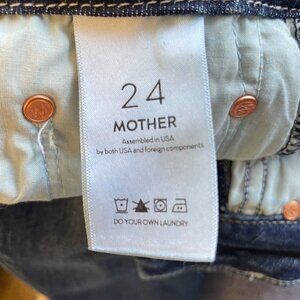 24
MOTHER
Assembled in USA
by both USA and foreign components
DO YOUR OWN LAUNDRY